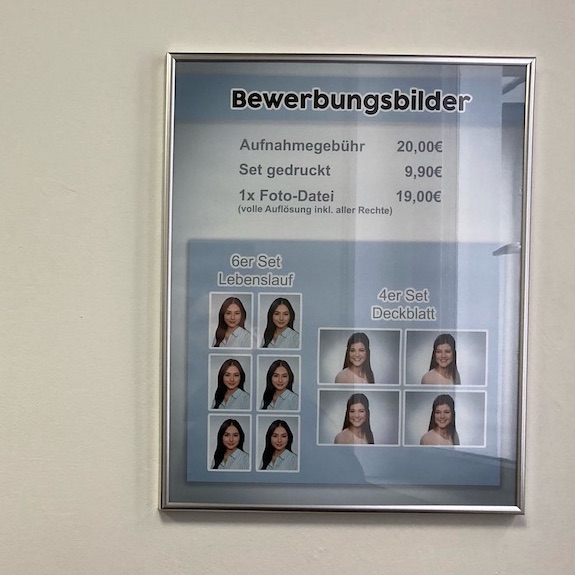 Bewerbungsbilder
Aufnahmegebühr 20,00€
Set gedruckt 9,90€
1x Foto-Datei 19,00€
(volle Auflösung inkl. aller Rechte)
6er Set
Lebenslauf
4er Set
Deckblatt